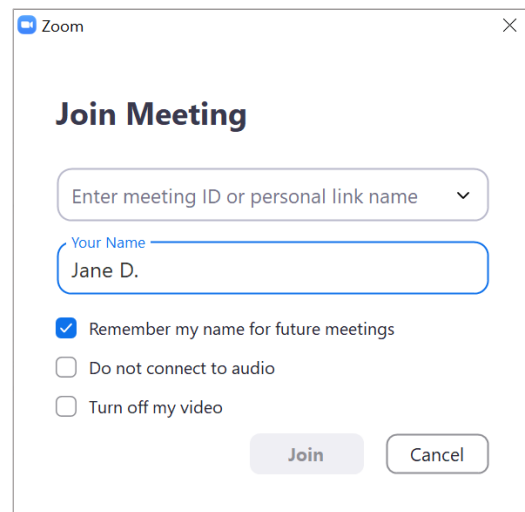 Zoom
Join Meeting
Enter meeting ID or personal link name
Your Name
Jane D.
Remember my name for future meetings
Do not connect to audio
Turn off my video
Join Cancel